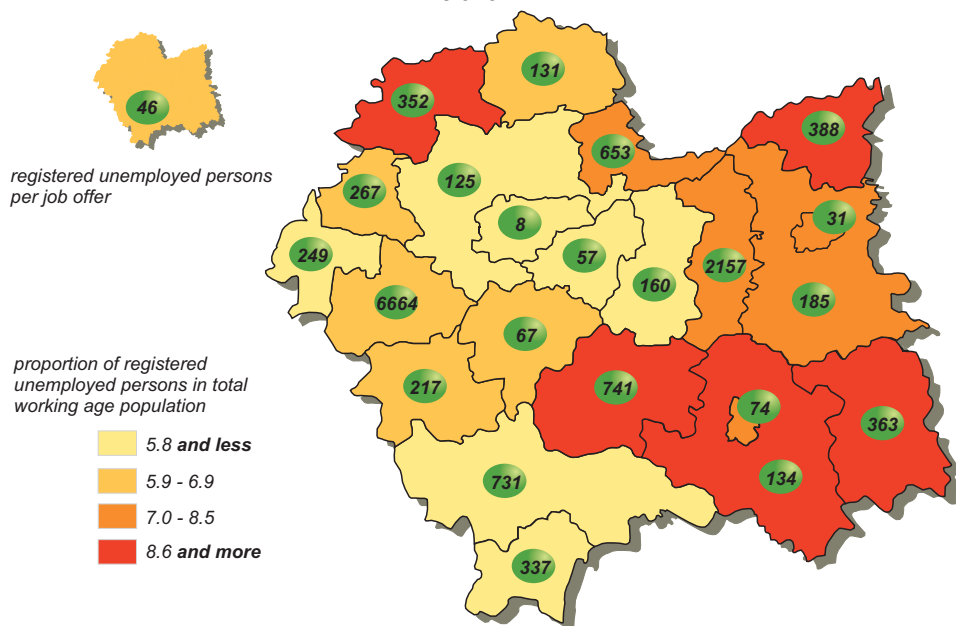 46
registered unemployed persons
per job offer
131
352
388
653
125
267
31
8
249
57
2157
160
6664
185
67
proportion of registered
unemployed persons in total
working age population
217
741
74
363
5.8 and less
5.9 - 6.9
731
134
7.0 - 8.5
8.6 and more
337